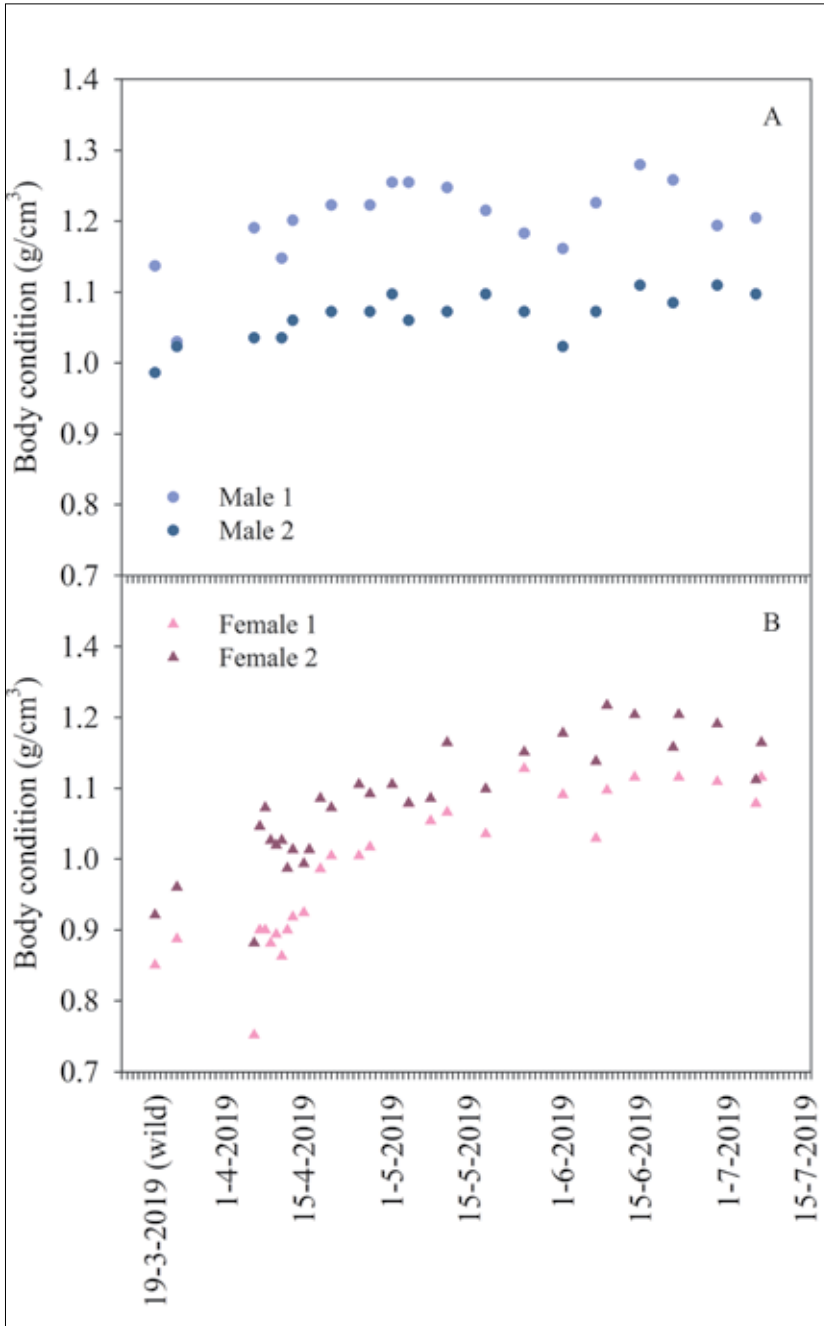 1.4
A
1.3
1.2
1.1
1.0
0.9
0.8
0.7
Body condition (g/cm³)
Male 1
Male 2
Female 1
Female 2
B
1.4
1.2
1.1
1.0
0.9
0.8
0.7
Body condition (g/cm³)
19-3-2019 (wild)
1-4-2019
15-4-2019
1-5-2019
15-5-2019
1-6-2019
15-6-2019
1-7-2019
15-7-2019